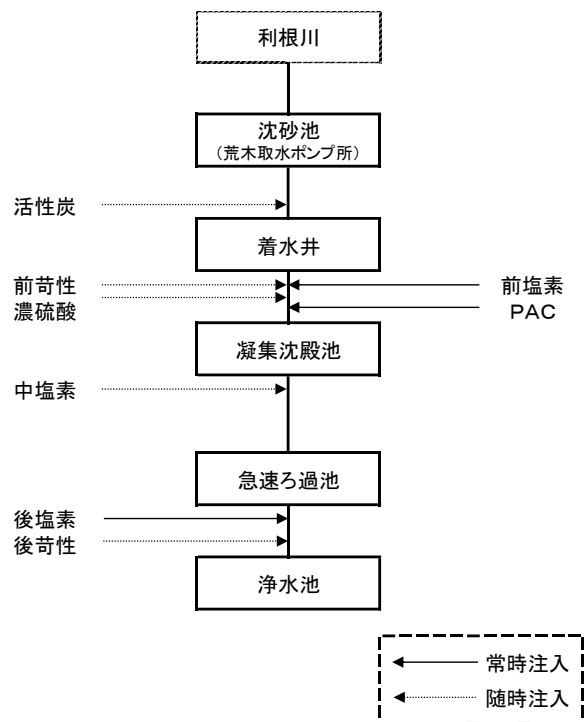 利根川
沈砂池
（荒木取水ポンプ所）
活性炭
着水井
前苛性
前塩素
濃硫酸
ＰＡＣ
凝集沈殿池
中塩素
急速ろ過池
後塩素
後苛性
浄水池
常時注入
随時注入